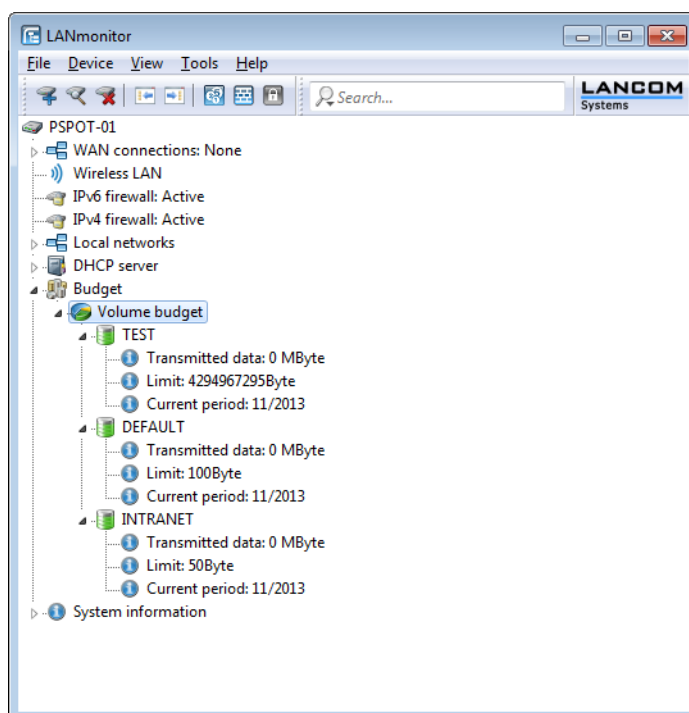 LANmonitor
File Device View Tools Help
Search...
LANCOM
Systems
PSPOT-01
WAN connections: None
Wireless LAN
IPv6 firewall: Active
IPv4 firewall: Active
Local networks
DHCP server
Budget
Volume budget
TEST
Transmitted data: 0 MByte
Limit: 4294967295Byte
Current period: 11/2013
DEFAULT
Transmitted data: 0 MByte
Limit: 100Byte
Current period: 11/2013
INTRANET
Transmitted data: 0 MByte
Limit: 50Byte
Current period: 11/2013
System information